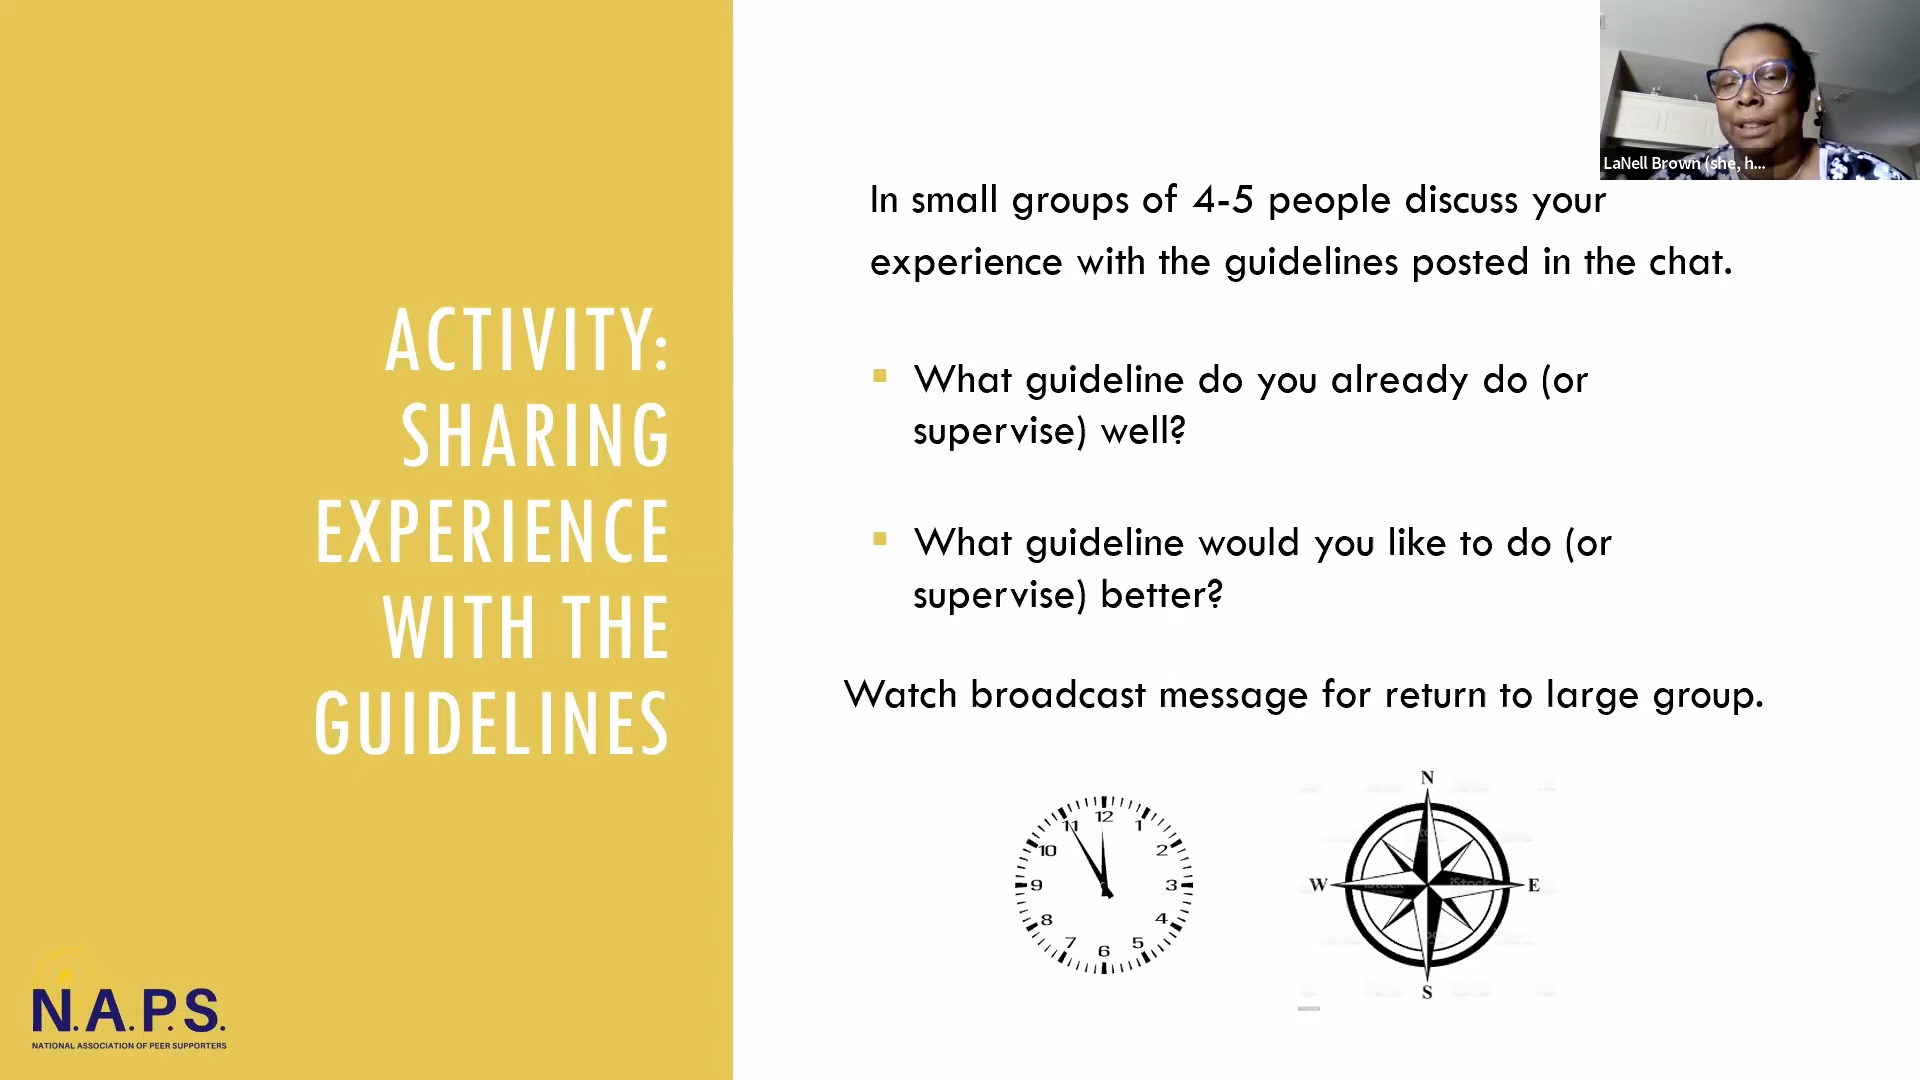 LaNell Brown (she, h...
ACTIVITY:
SHARING
EXPERIENCE
WITH THE
GUIDELINES
In small groups of 4-5 people discuss your
experience with the guidelines posted in the chat.
What guideline do you already do (or
supervise) well?
What guideline would you like to do (or
supervise) better?
Watch broadcast message for return to large group.
12
1
2
3
4
5
6
7
8
9
10
11
N
W
E
S
iStock
iStock
N.A.P.S.
NATIONAL ASSOCIATION OF PEER SUPPORTERS